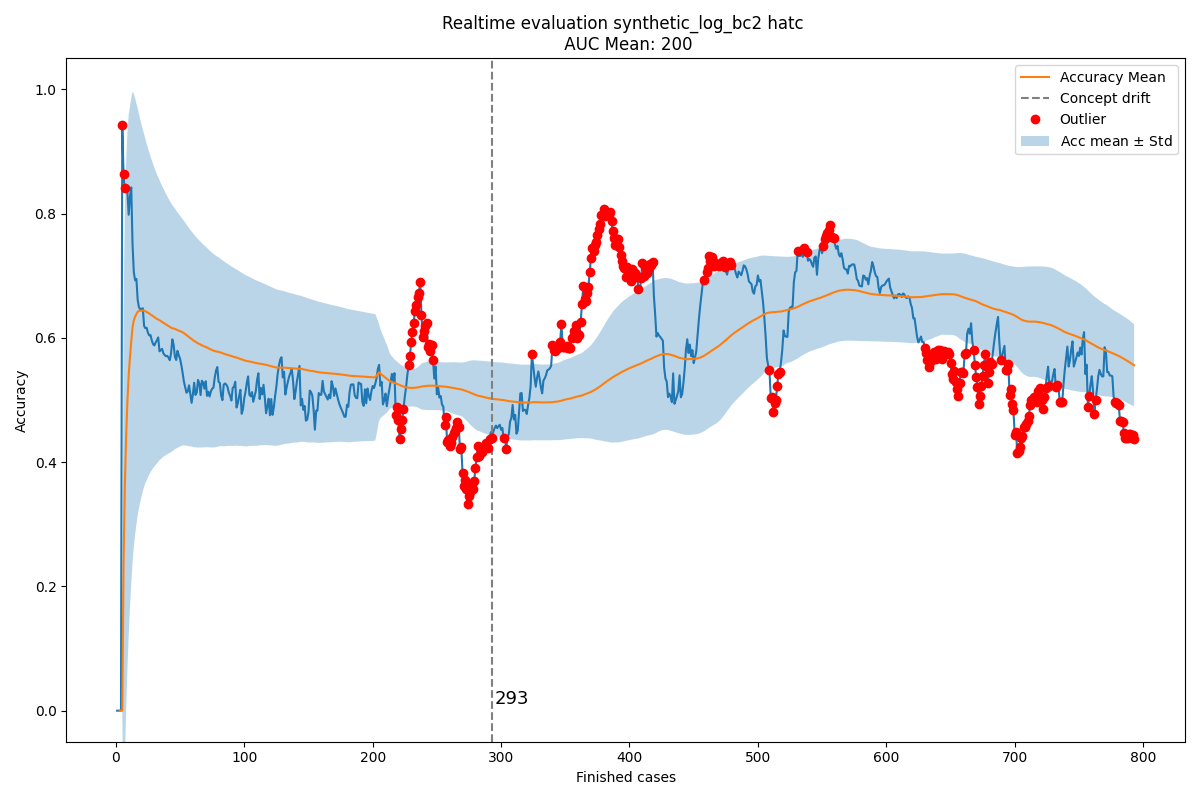 Realtime evaluation synthetic_log_bc2 hatc
AUC Mean: 200
Accuracy Mean
Concept drift
Outlier
Acc mean ± Std
1.0
0.8
0.6
0.4
0.2
0.0
Accuracy
293
0 100 200 300 400 500 600 700 800
Finished cases